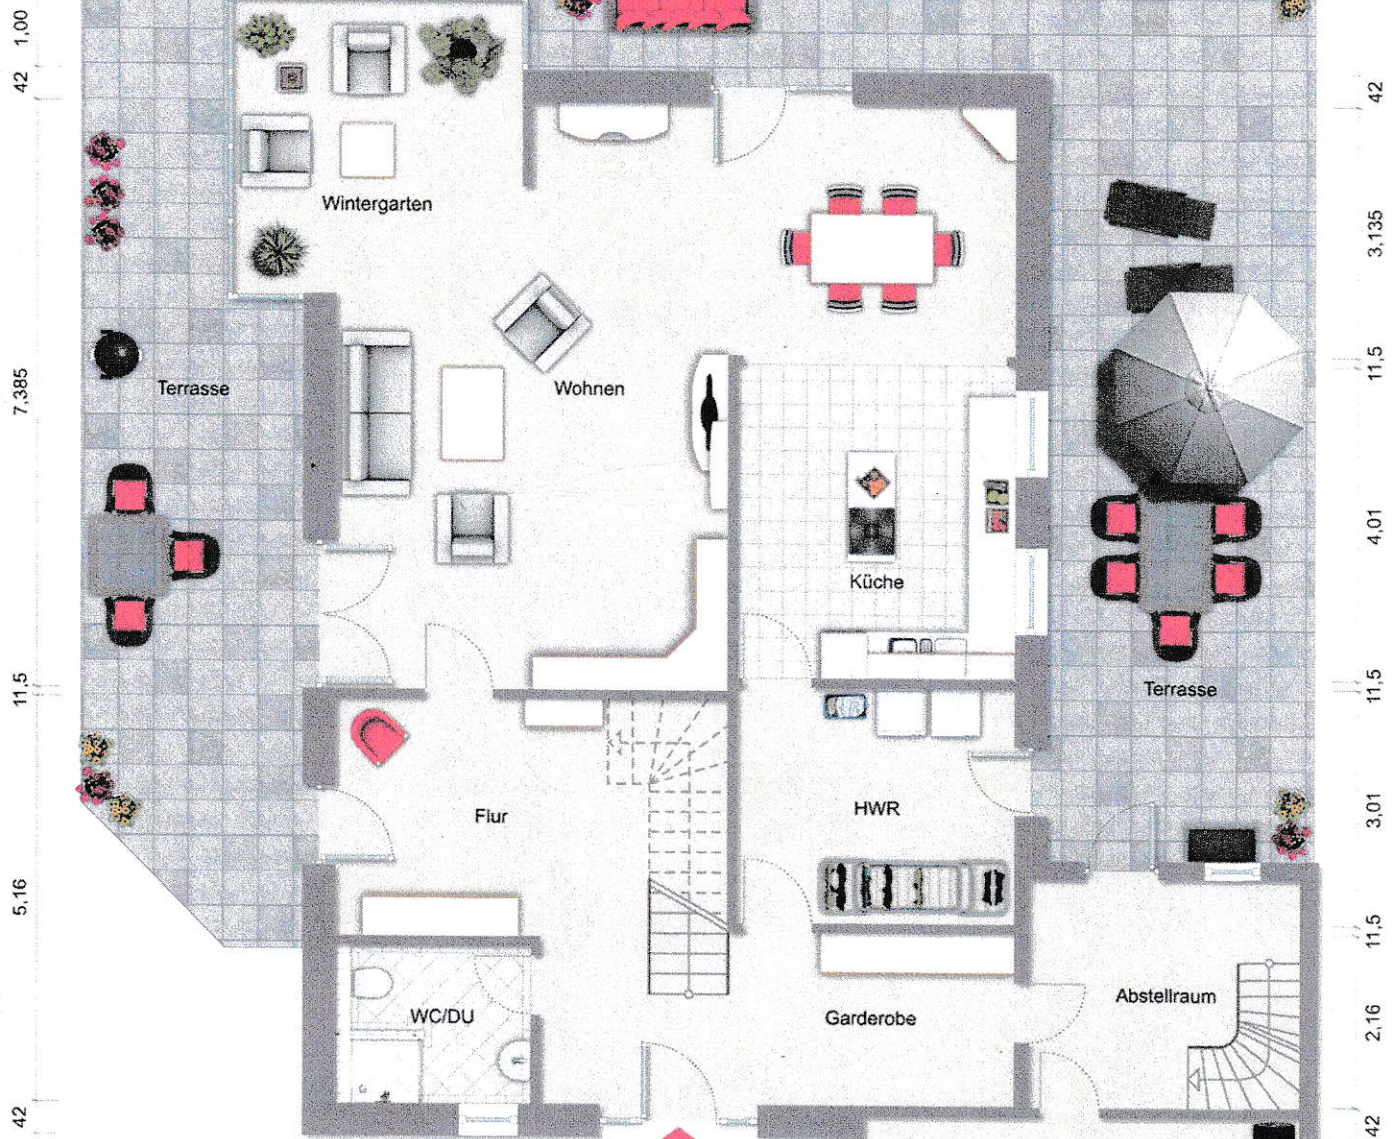 1,00
42
7,385
11,5
5,16
42
Wintergarten
Terrasse
Wohnen
Küche
Flur
HWR
WC/DU
Garderobe
Abstellraum
Terrasse
42
3,135
11,5
4,01
11,5
3,01
11,5
2,16
42